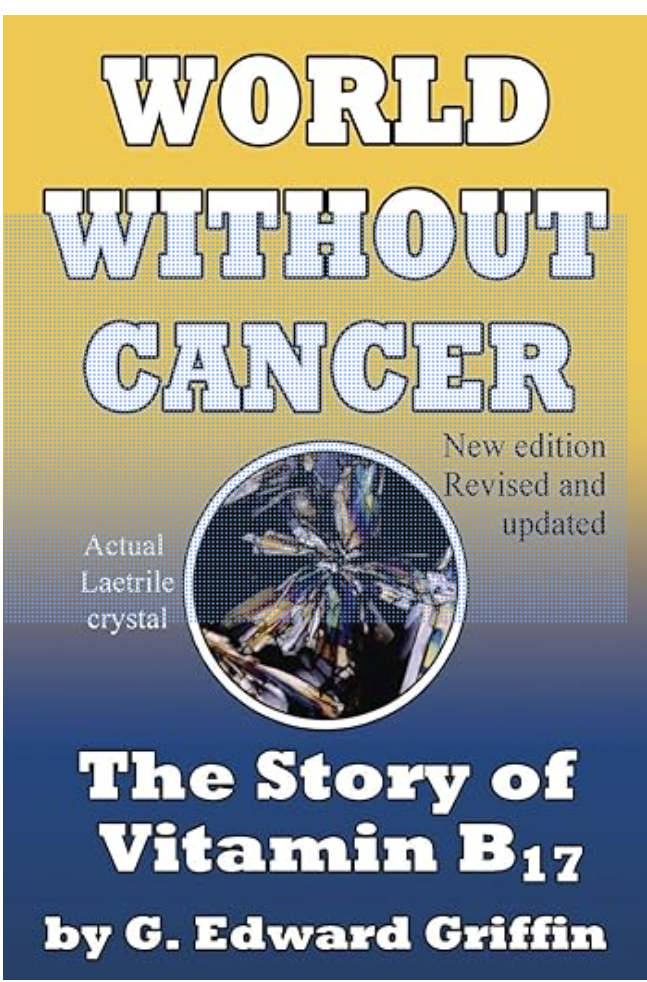 WORLD
WITHOUT
CANCER
New edition
Revised and
updated
Actual
Laetrile
crystal
The Story of
Vitamin B₁₇
by G. Edward Griffin